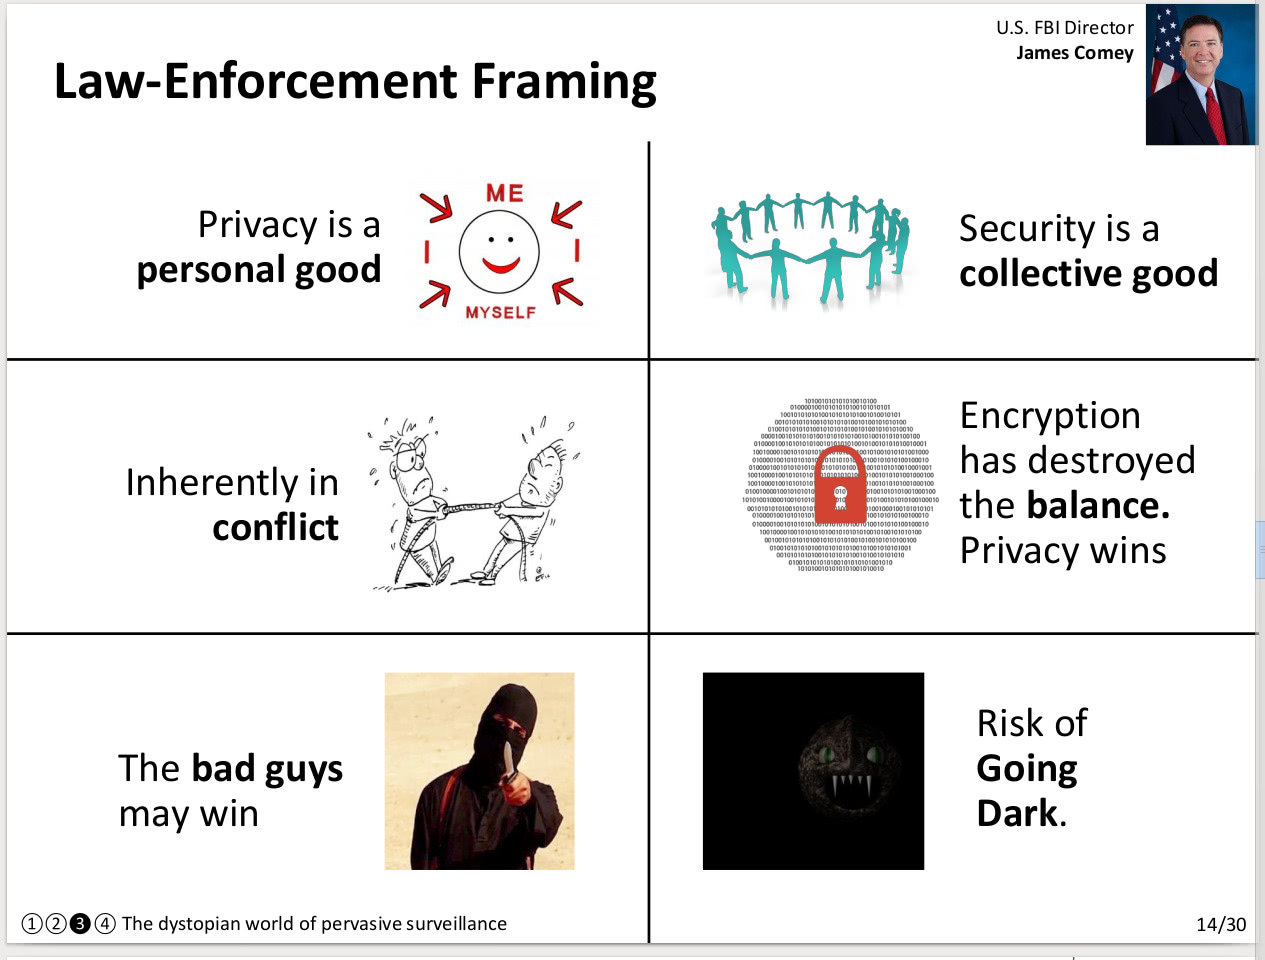 U.S. FBI Director
James Comey
Law-Enforcement Framing
Privacy is a
personal good
ME
I
I
MYSELF
Security is a
collective good
Inherently in
conflict
Encryption
has destroyed
the balance.
Privacy wins
The bad guys
may win
Risk of
Going
Dark.
①②❸④ The dystopian world of pervasive surveillance
14/30